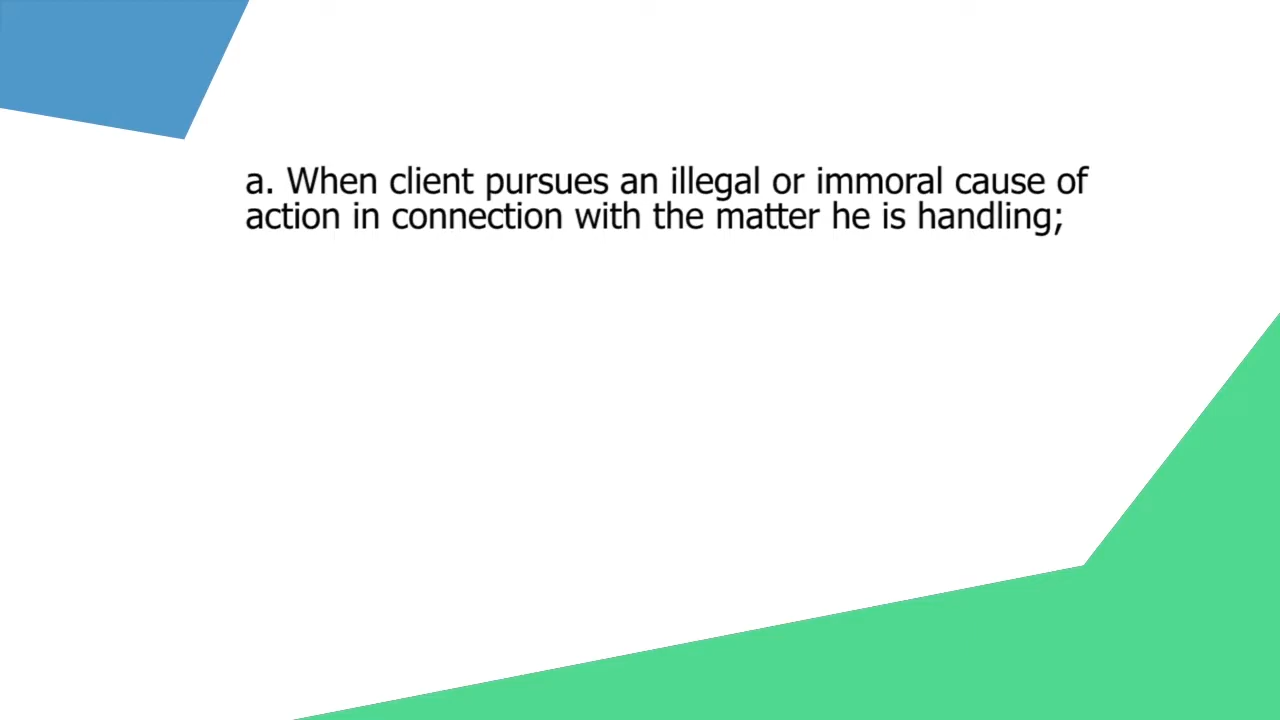 a. When client pursues an illegal or immoral cause of
action in connection with the matter he is handling;